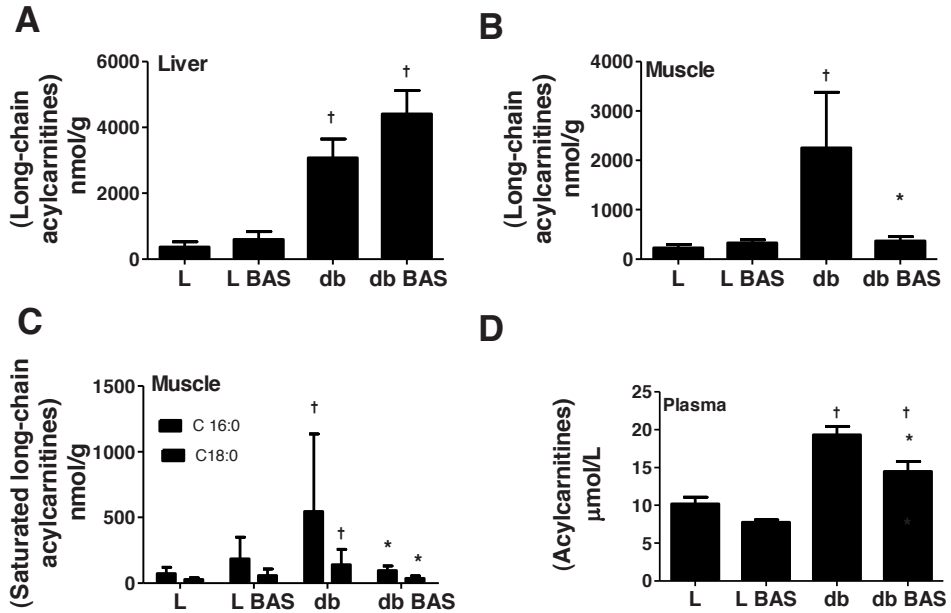 A
(Long-chain
acylcarnitines)
nmol/g
Liver
6000
4000
2000
0
†
†
L
L BAS
db
db BAS
B
(Long-chain
acylcarnitines)
nmol/g
Muscle
4000
3000
2000
1000
0
†
*
L
L BAS
db
db BAS
C
(Saturated long-chain
acylcarnitines)
nmol/g
Muscle
C 16:0
C18:0
1500
1000
500
0
†
†
*
*
L
L BAS
db
db BAS
D
(Acylcarnitines)
µmol/L
Plasma
25
20
15
10
5
0
†
†
*
*
L
L BAS
db
db BAS